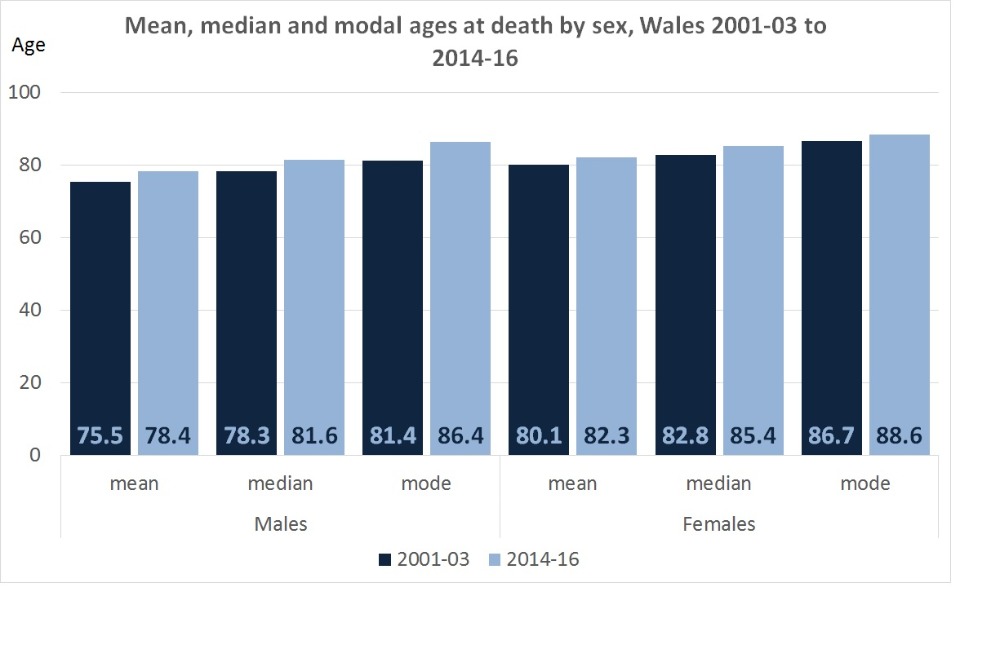 Mean, median and modal ages at death by sex, Wales 2001-03 to
2014-16
Age
100
80
60
40
20
0
75.5 78.4 78.3 81.6 81.4 86.4 80.1 82.3 82.8 85.4 86.7 88.6
mean median mode mean median mode
Males Females
2001-03 2014-16